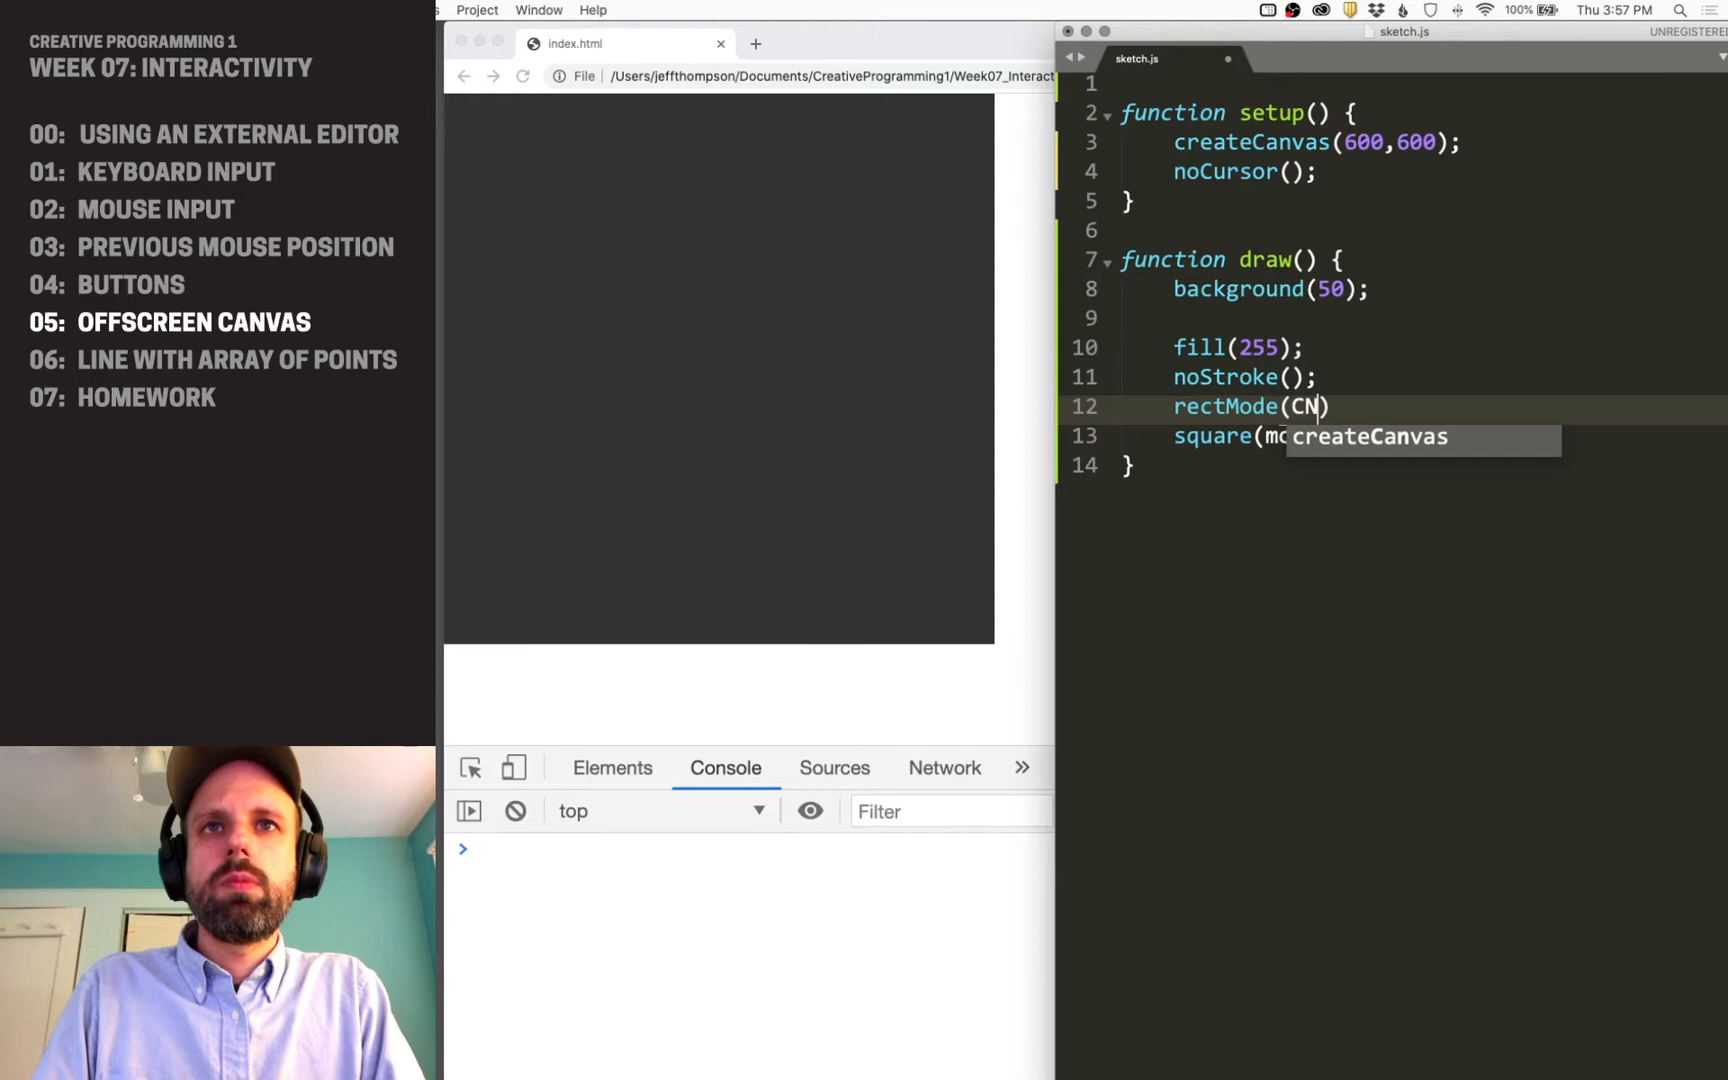 CREATIVE PROGRAMMING 1
WEEK 07: INTERACTIVITY
00: USING AN EXTERNAL EDITOR
01: KEYBOARD INPUT
02: MOUSE INPUT
03: PREVIOUS MOUSE POSITION
04: BUTTONS
05: OFFSCREEN CANVAS
06: LINE WITH ARRAY OF POINTS
07: HOMEWORK
Project Window Help
100% Thu 3:57 PM
index.html
File /Users/jeffthompson/Documents/CreativeProgramming1/Week07_Interact
sketch.js UNREGISTERED
sketch.js
1
2 function setup() {
3 createCanvas(600,600);
4 noCursor();
5 }
6
7 function draw() {
8 background(50);
9
10 fill(255);
11 noStroke();
12 rectMode(CN)
13 square(mo
createCanvas
14 }
Elements Console Sources Network »
top Filter
>